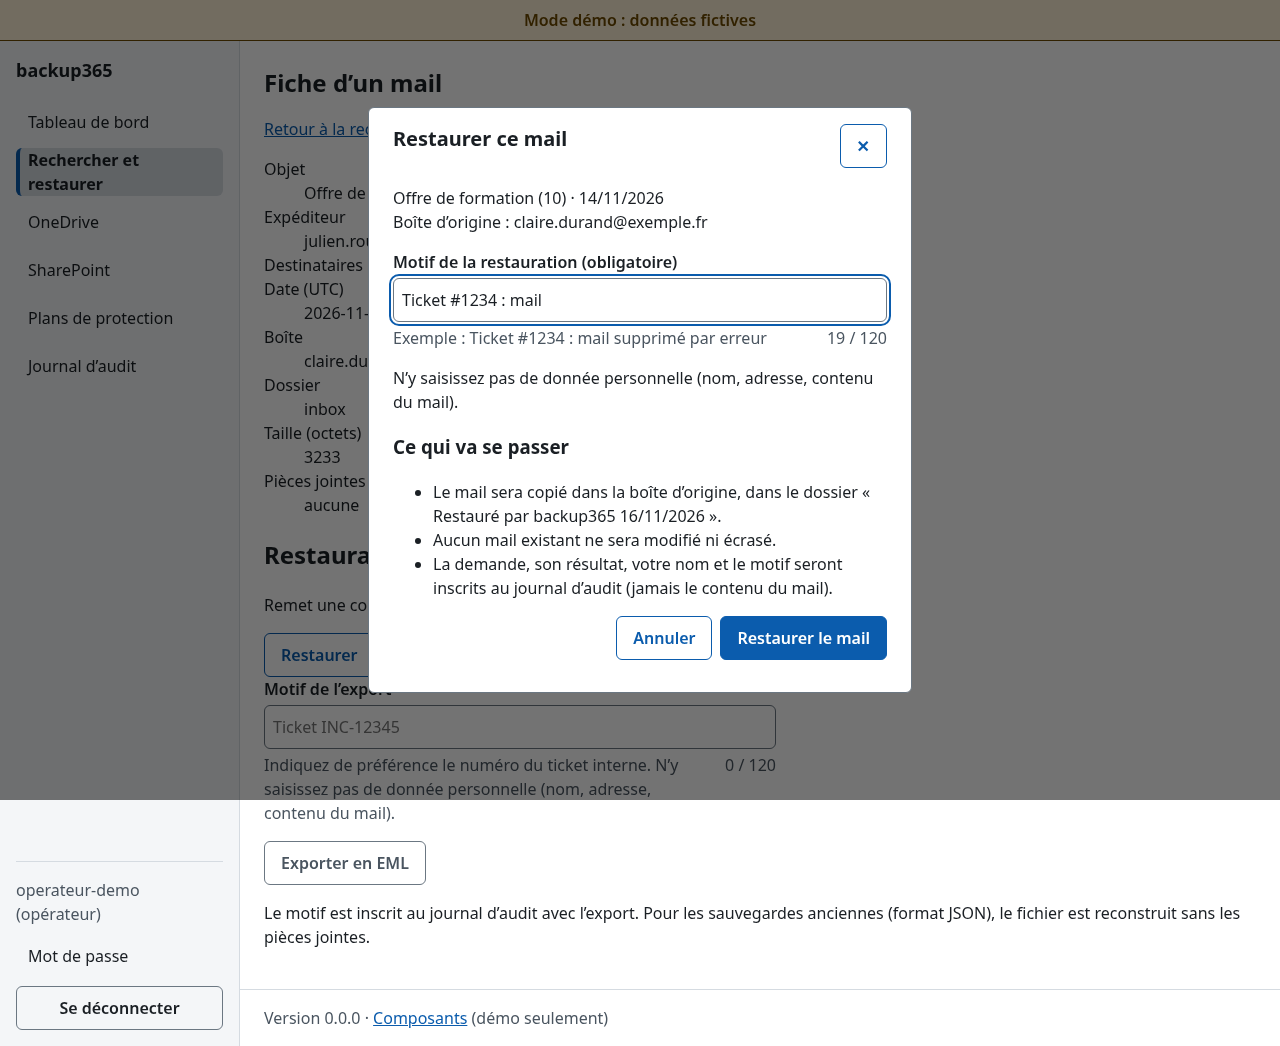 Mode démo : données fictives
backup365
Tableau de bord
Rechercher et
restaurer
OneDrive
SharePoint
Plans de protection
Journal d’audit
operateur-demo
(opérateur)
Mot de passe
Se déconnecter
Fiche d’un mail
Retour à la
Objet
Offre de
Expéditeur
Destinataires
Date (UTC)
2026-11-
Boîte
Dossier
inbox
Taille (octets)
3233
Pièces jointes
aucune
Remet une
Restaurer
Motif de l’export
Ticket INC-12345
Indiquez de préférence le numéro du ticket interne. N’y
0 / 120
saisissez pas de donnée personnelle (nom, adresse,
contenu du mail).
Exporter en EML
Le motif est inscrit au journal d’audit avec l’export. Pour les sauvegardes anciennes (format JSON), le fichier est reconstruit sans les
pièces jointes.
Version 0.0.0 · Composants (démo seulement)
Restaurer ce mail
×
Offre de formation (10) · 14/11/2026
Boîte d’origine : claire.durand@exemple.fr
Motif de la restauration (obligatoire)
Ticket #1234 : mail
Exemple : Ticket #1234 : mail supprimé par erreur
19 / 120
N’y saisissez pas de donnée personnelle (nom, adresse, contenu
du mail).
Ce qui va se passer
• Le mail sera copié dans la boîte d’origine, dans le dossier «
Restauré par backup365 16/11/2026 ».
• Aucun mail existant ne sera modifié ni écrasé.
• La demande, son résultat, votre nom et le motif seront
inscrits au journal d’audit (jamais le contenu du mail).
Annuler
Restaurer le mail